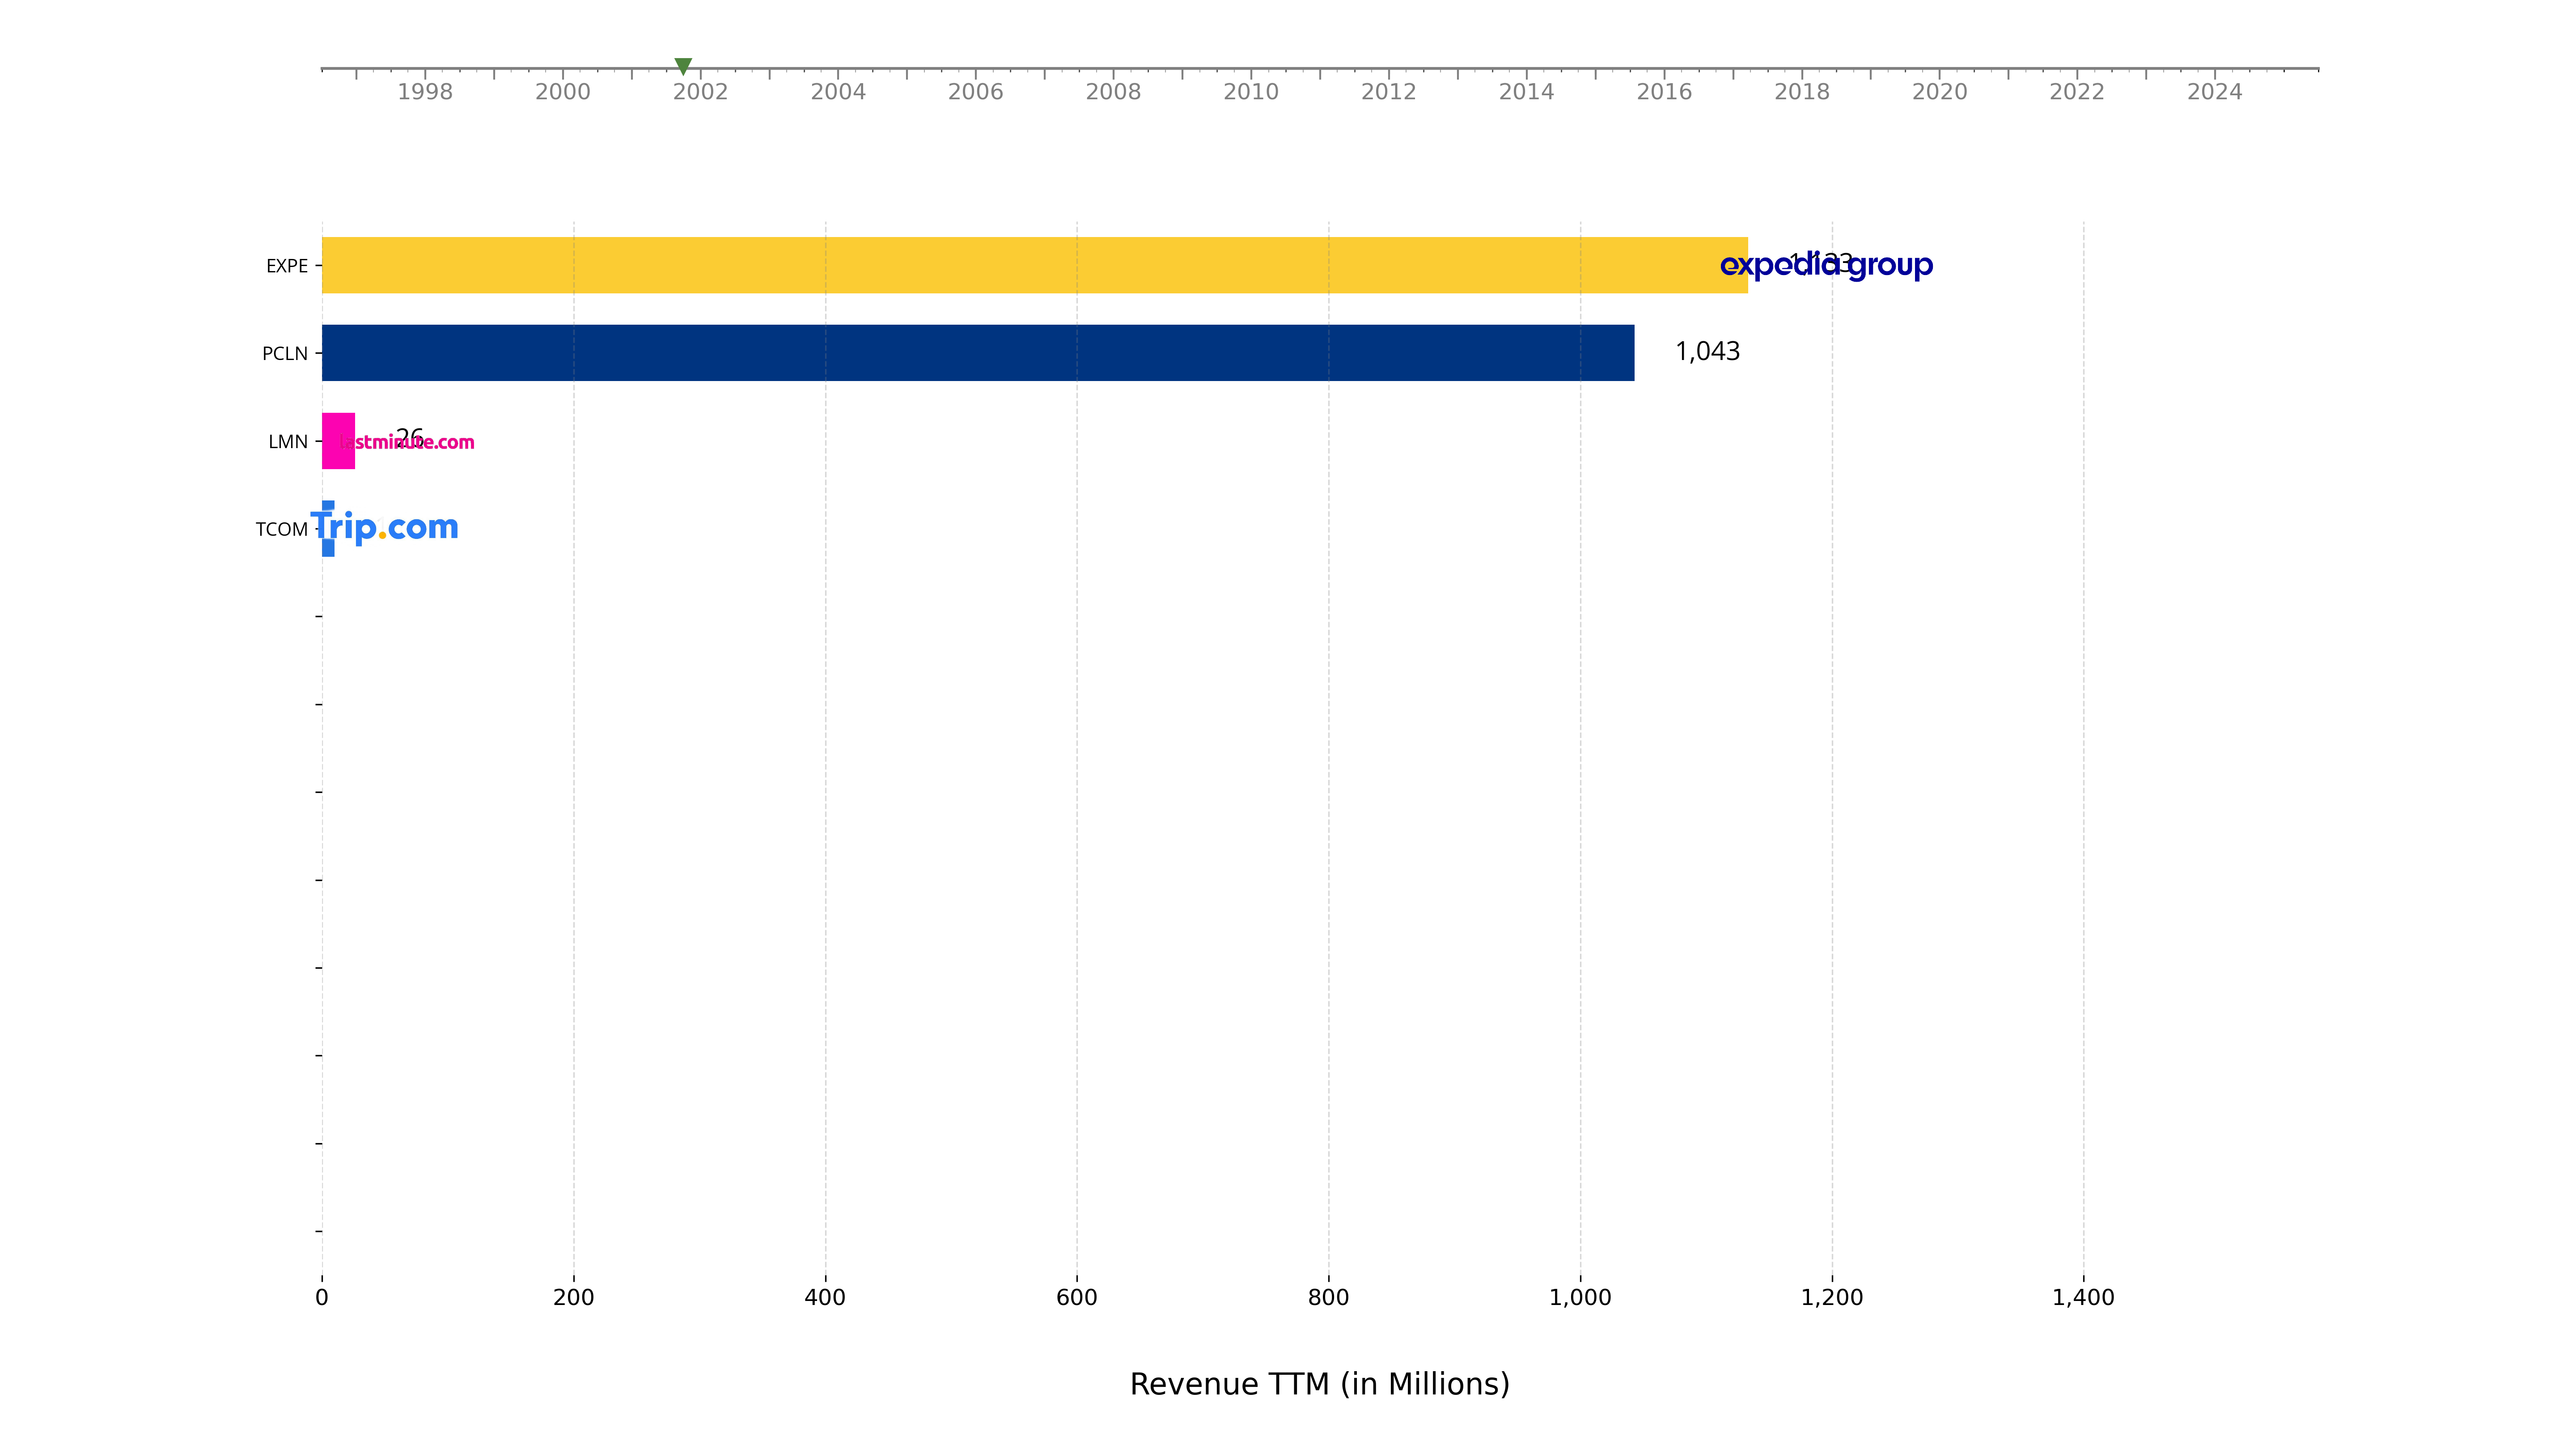 1998 2000 2002 2004 2006 2008 2010 2012 2014 2016 2018 2020 2022 2024
EXPE expedia group
PCLN 1,043
LMN lastminute.com 26
TCOM Trip.com
0 200 400 600 800 1,000 1,200 1,400
Revenue TTM (in Millions)